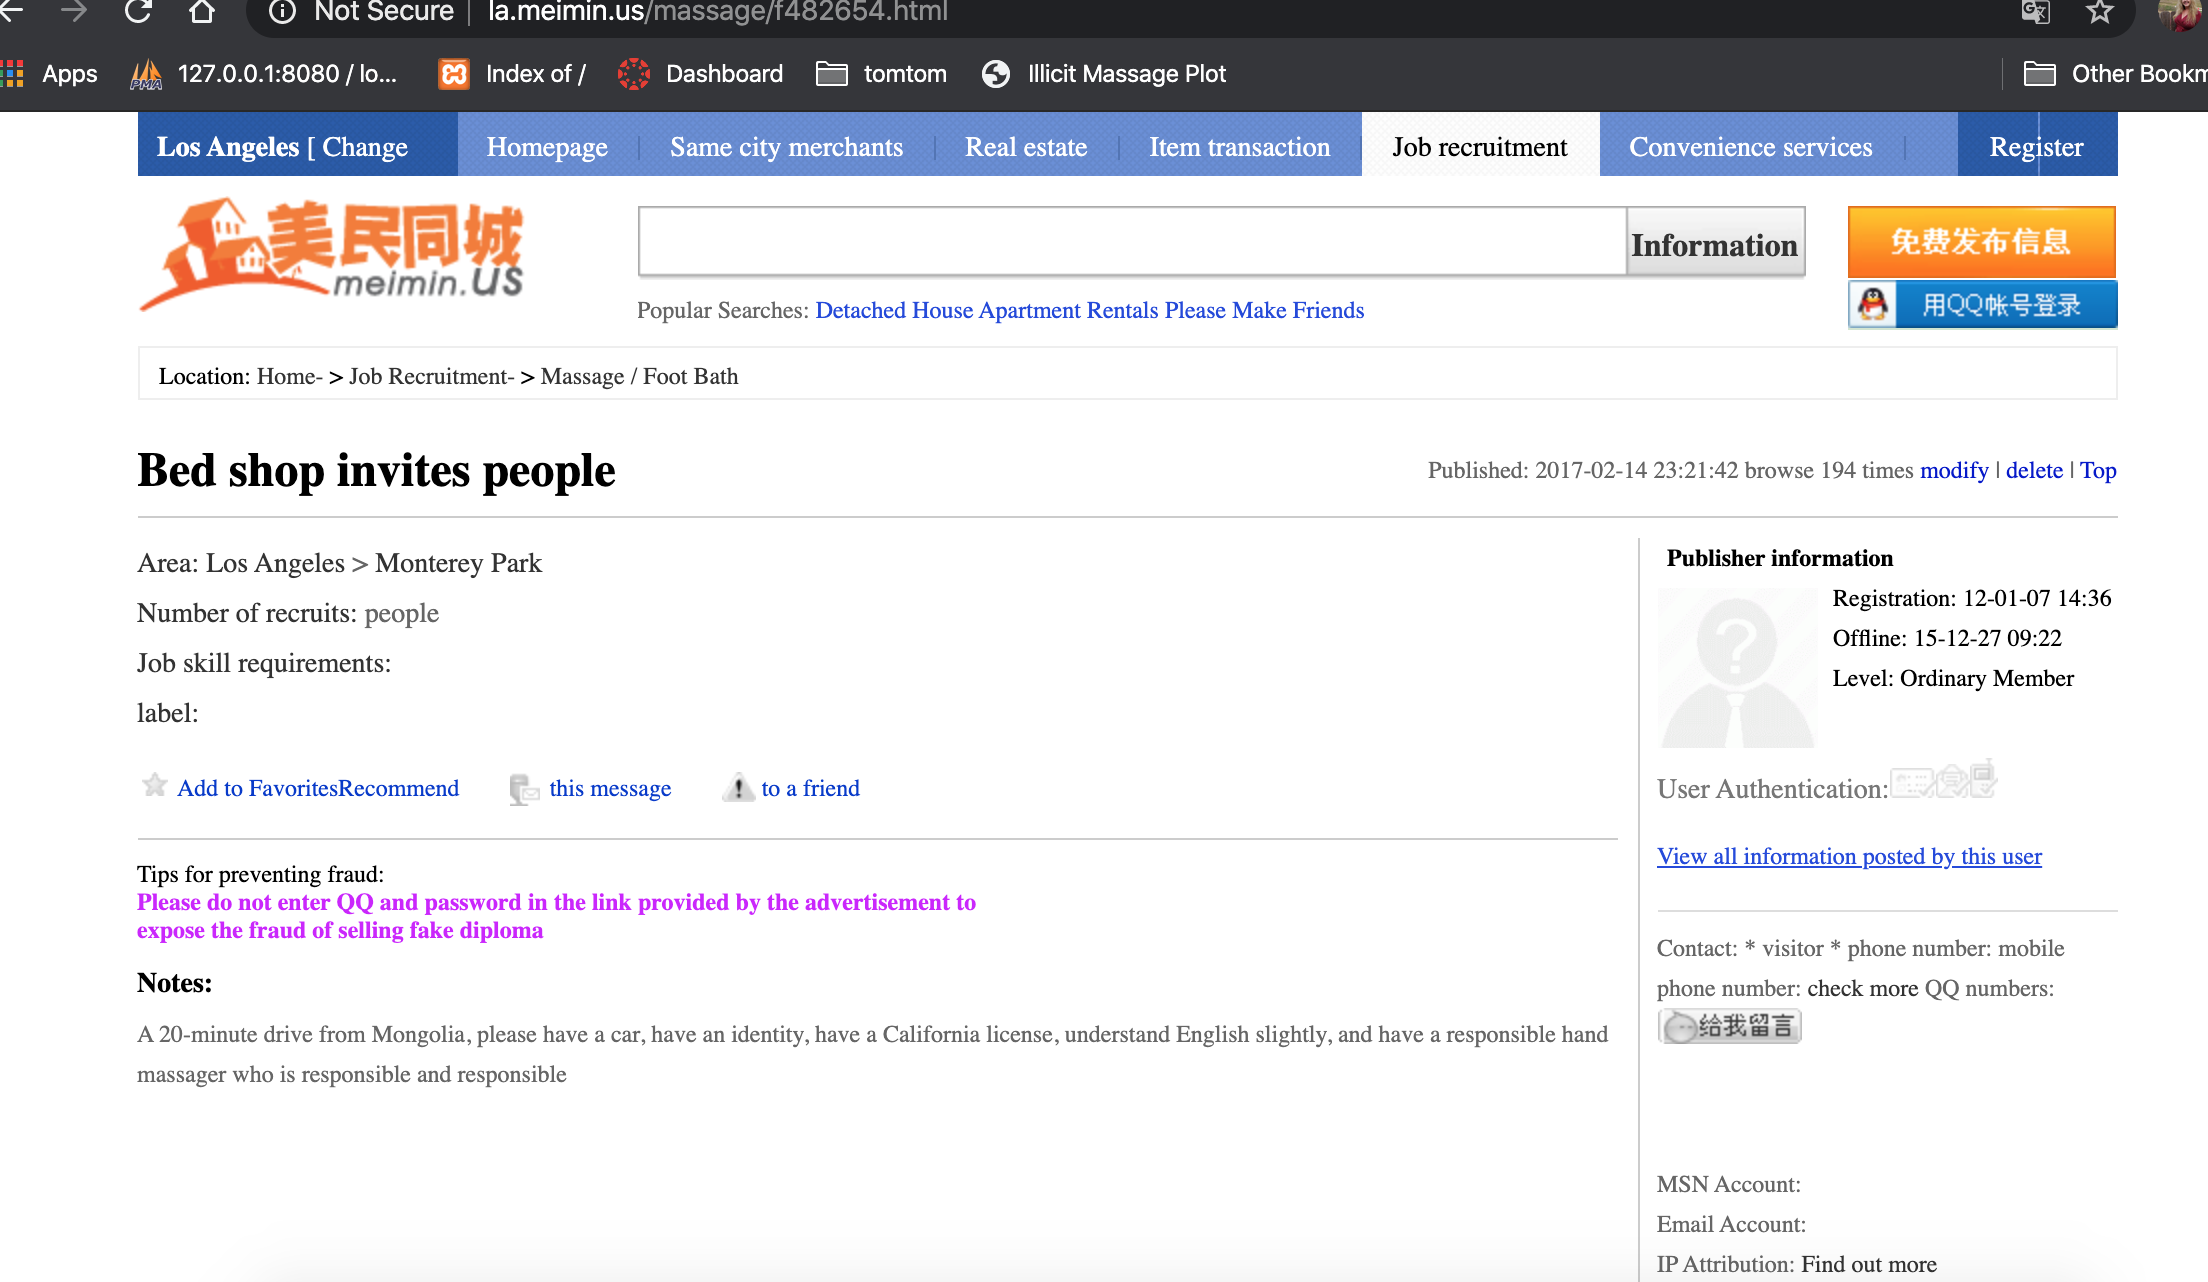 Not Secure | la.meimin.us/massage/f482654.html
Apps 127.0.0.1:8080 / lo... Index of / Dashboard tomtom Illicit Massage Plot Other Bookm
Los Angeles [ Change Homepage Same city merchants Real estate Item transaction Job recruitment Convenience services Register
美民同城
meimin.US
Information
免费发布信息
用QQ帐号登录
Popular Searches: Detached House Apartment Rentals Please Make Friends
Location: Home- > Job Recruitment- > Massage / Foot Bath
Bed shop invites people
Published: 2017-02-14 23:21:42 browse 194 times modify | delete | Top
Area: Los Angeles > Monterey Park
Number of recruits: people
Job skill requirements:
label:
Add to FavoritesRecommend this message to a friend
Tips for preventing fraud:
Please do not enter QQ and password in the link provided by the advertisement to
expose the fraud of selling fake diploma
Notes:
A 20-minute drive from Mongolia, please have a car, have an identity, have a California license, understand English slightly, and have a responsible hand
massager who is responsible and responsible
Publisher information
Registration: 12-01-07 14:36
Offline: 15-12-27 09:22
Level: Ordinary Member
User Authentication:
View all information posted by this user
Contact: * visitor * phone number: mobile
phone number: check more QQ numbers:
给我留言
MSN Account:
Email Account:
IP Attribution: Find out more